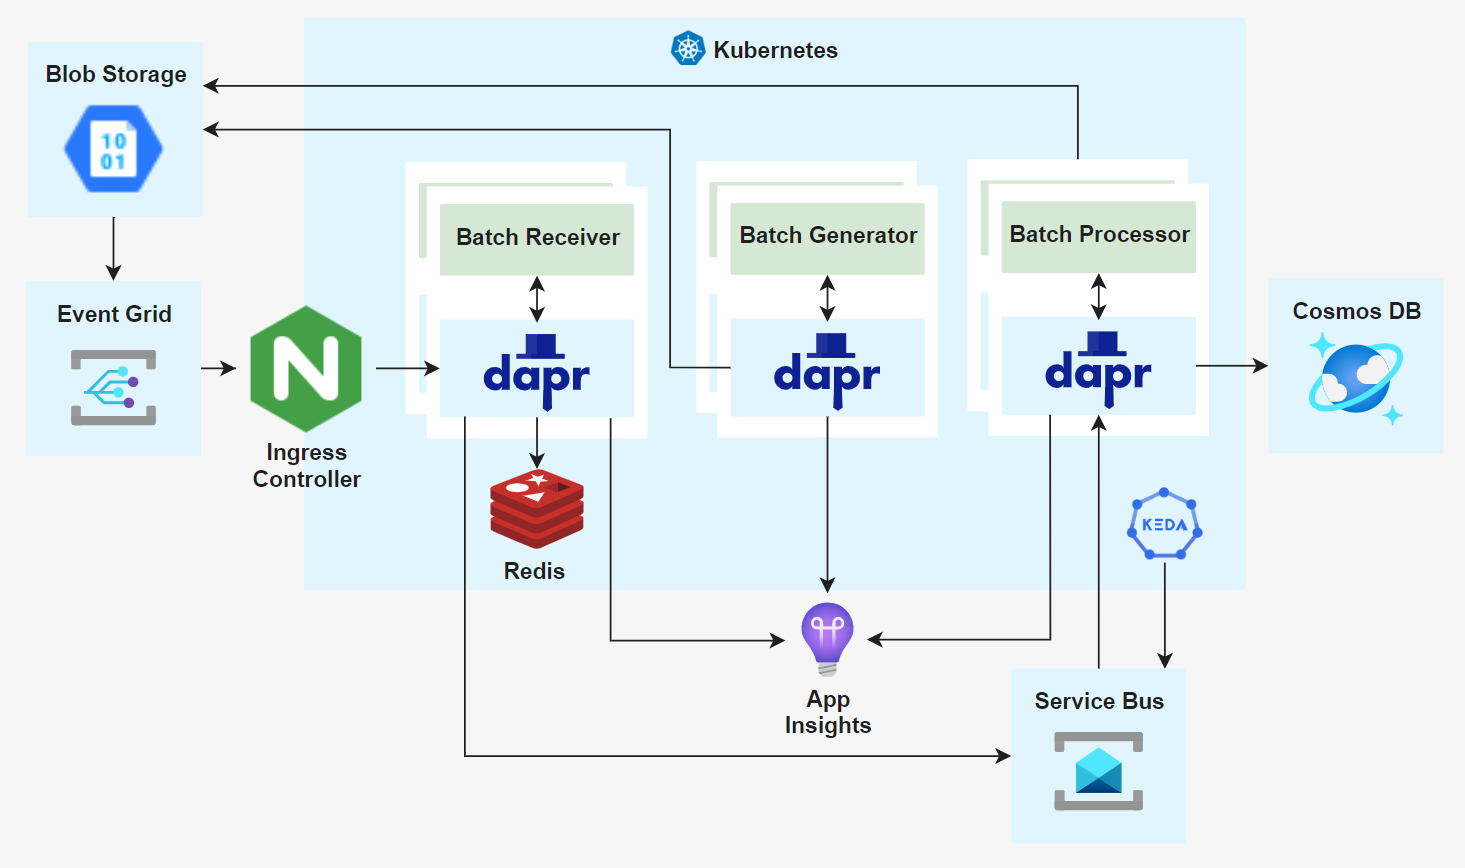 Kubernetes
Blob Storage
10
01
Batch Receiver
Batch Generator
Batch Processor
Event Grid
Cosmos DB
dapr
dapr
dapr
Ingress
Controller
KEDA
Redis
App
Insights
Service Bus